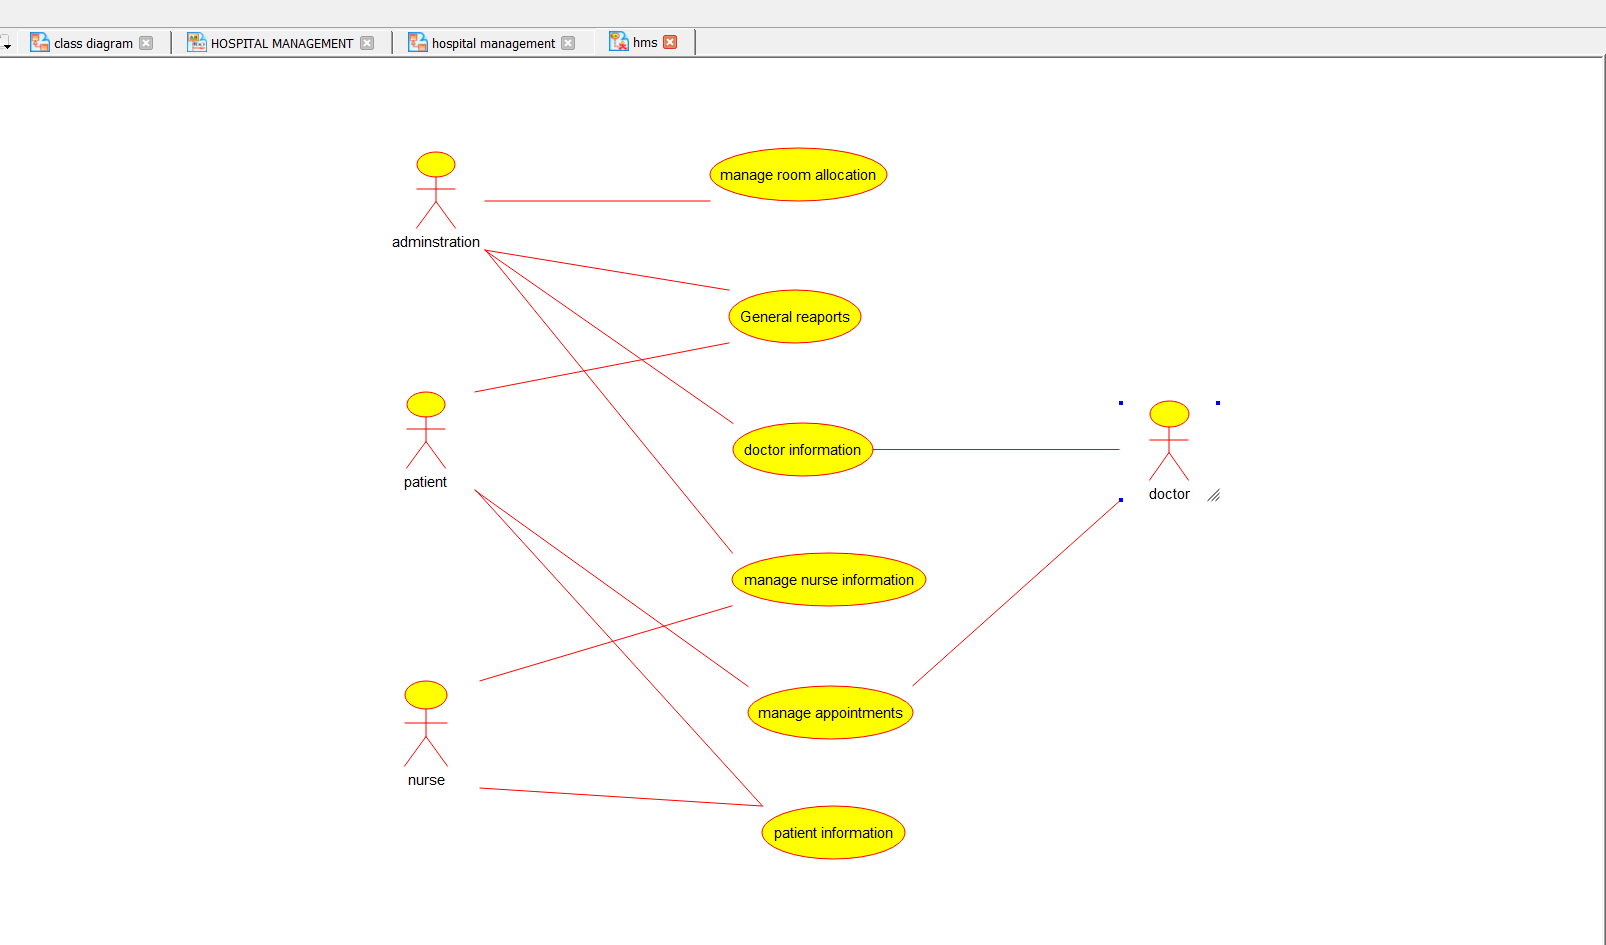 class diagram
HOSPITAL MANAGEMENT
hospital management
hms
manage room allocation
adminstration
General reaports
doctor information
patient
doctor
manage nurse information
manage appointments
nurse
patient information